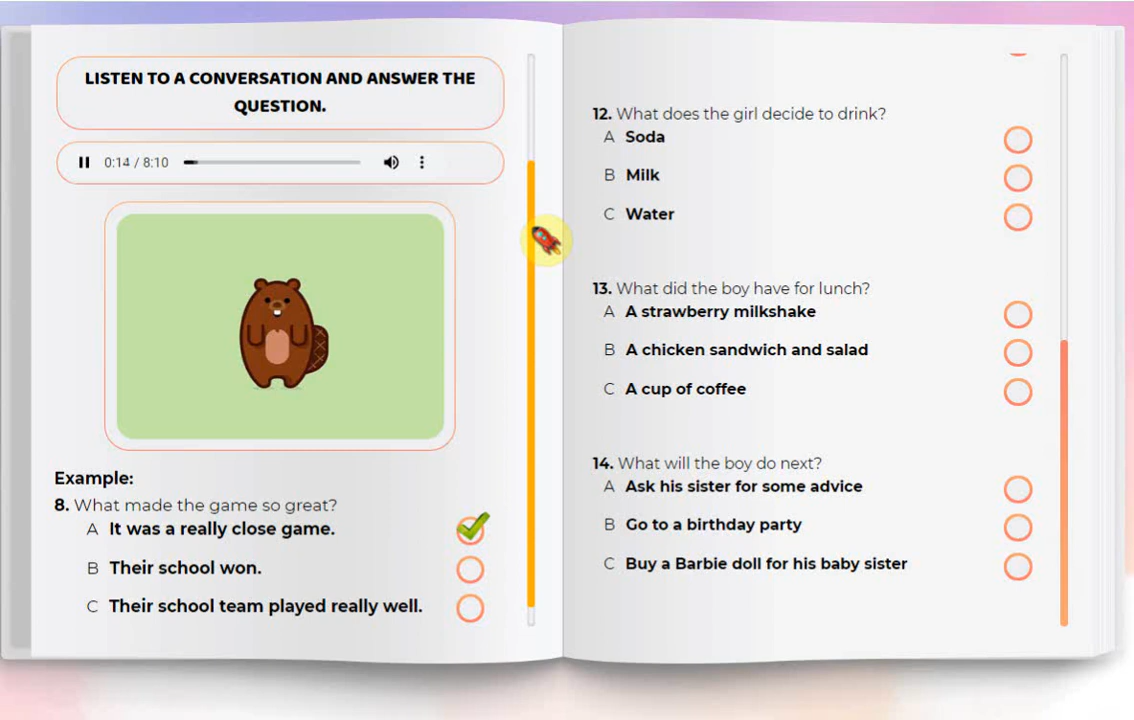 LISTEN TO A CONVERSATION AND ANSWER THE
QUESTION.
0:14 / 8:10
Example:
8. What made the game so great?
A It was a really close game.
B Their school won.
C Their school team played really well.
12. What does the girl decide to drink?
A Soda
B Milk
C Water
13. What did the boy have for lunch?
A A strawberry milkshake
B A chicken sandwich and salad
C A cup of coffee
14. What will the boy do next?
A Ask his sister for some advice
B Go to a birthday party
C Buy a Barbie doll for his baby sister